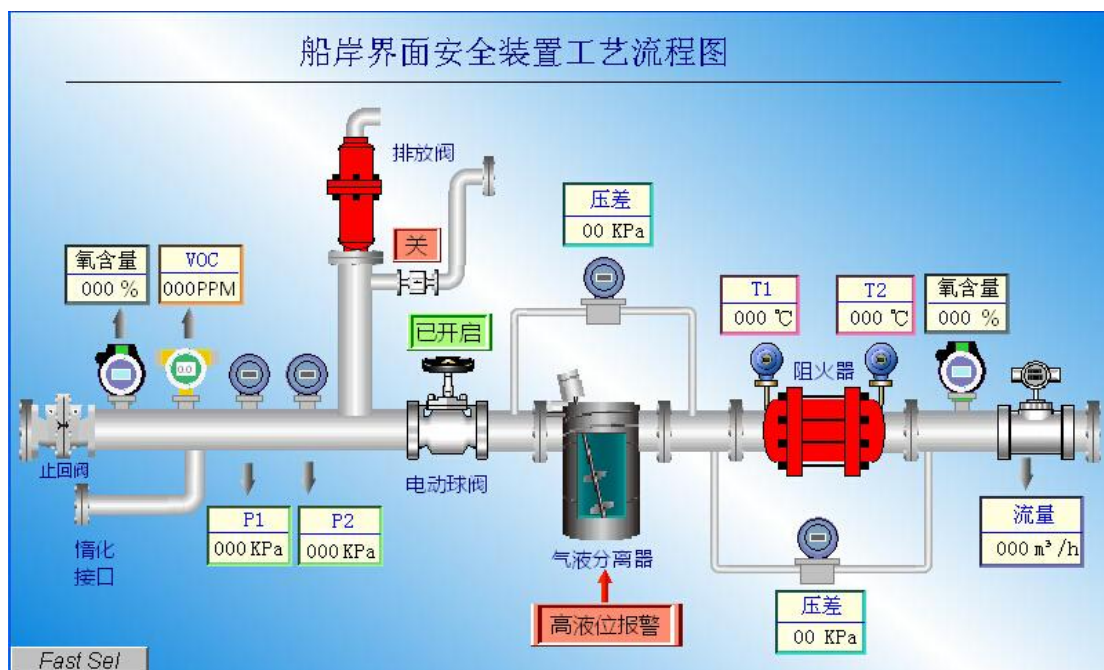 船岸界面安全装置工艺流程图
排放阀
压差
00 KPa
关
氧含量
000 %
VOC
000PPM
T1
000 ℃
T2
000 ℃
氧含量
000 %
已开启
阻火器
0.0
止回阀
电动球阀
P1
000 KPa
P2
000 KPa
流量
000 m³/h
惰化
接口
气液分离器
压差
00 KPa
高液位报警
Fast Sel